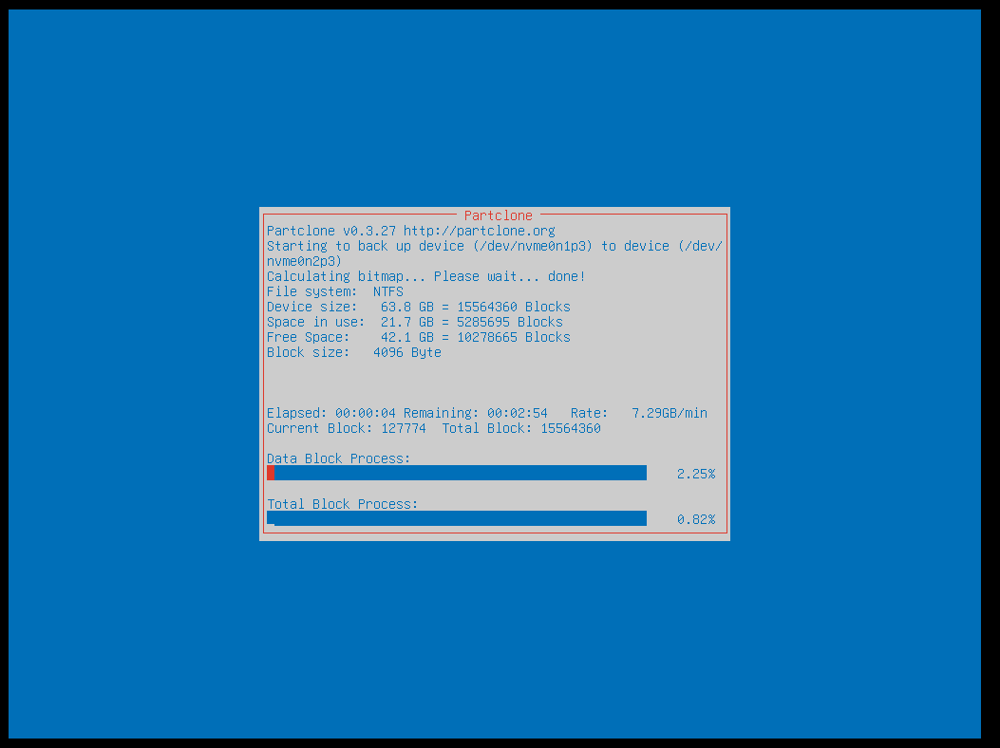 Partclone
Partclone v0.3.27 http://partclone.org
Starting to back up device (/dev/nvme0n1p3) to device (/dev/
nvme0n2p3)
Calculating bitmap... Please wait... done!
File system:  NTFS
Device size:   63.8 GB = 15564360 Blocks
Space in use:  21.7 GB = 5285695 Blocks
Free Space:    42.1 GB = 10278665 Blocks
Block size:   4096 Byte
Elapsed: 00:00:04 Remaining: 00:02:54   Rate:   7.29GB/min
Current Block: 127774  Total Block: 15564360
Data Block Process:
2.25%
Total Block Process:
0.82%